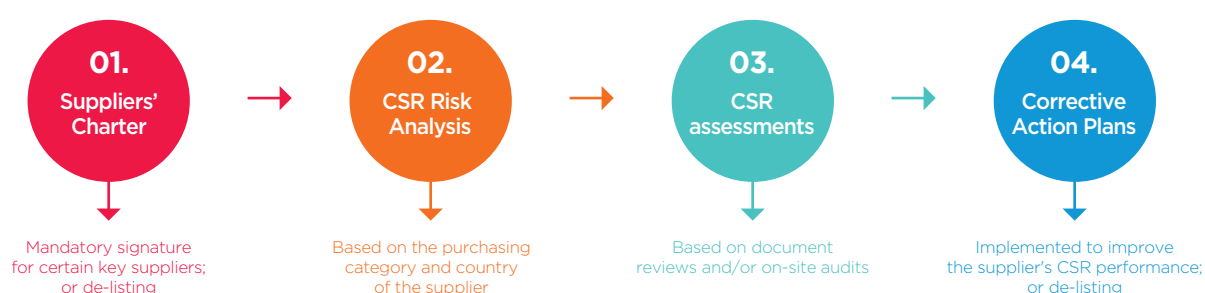 01.
Suppliers’
Charter
Mandatory signature
for certain key suppliers;
or de-listing
02.
CSR Risk
Analysis
Based on the purchasing
category and country
of the supplier
03.
CSR
assessments
Based on document
reviews and/or on-site audits
04.
Corrective
Action Plans
Implemented to improve
the supplier's CSR performance;
or de-listing